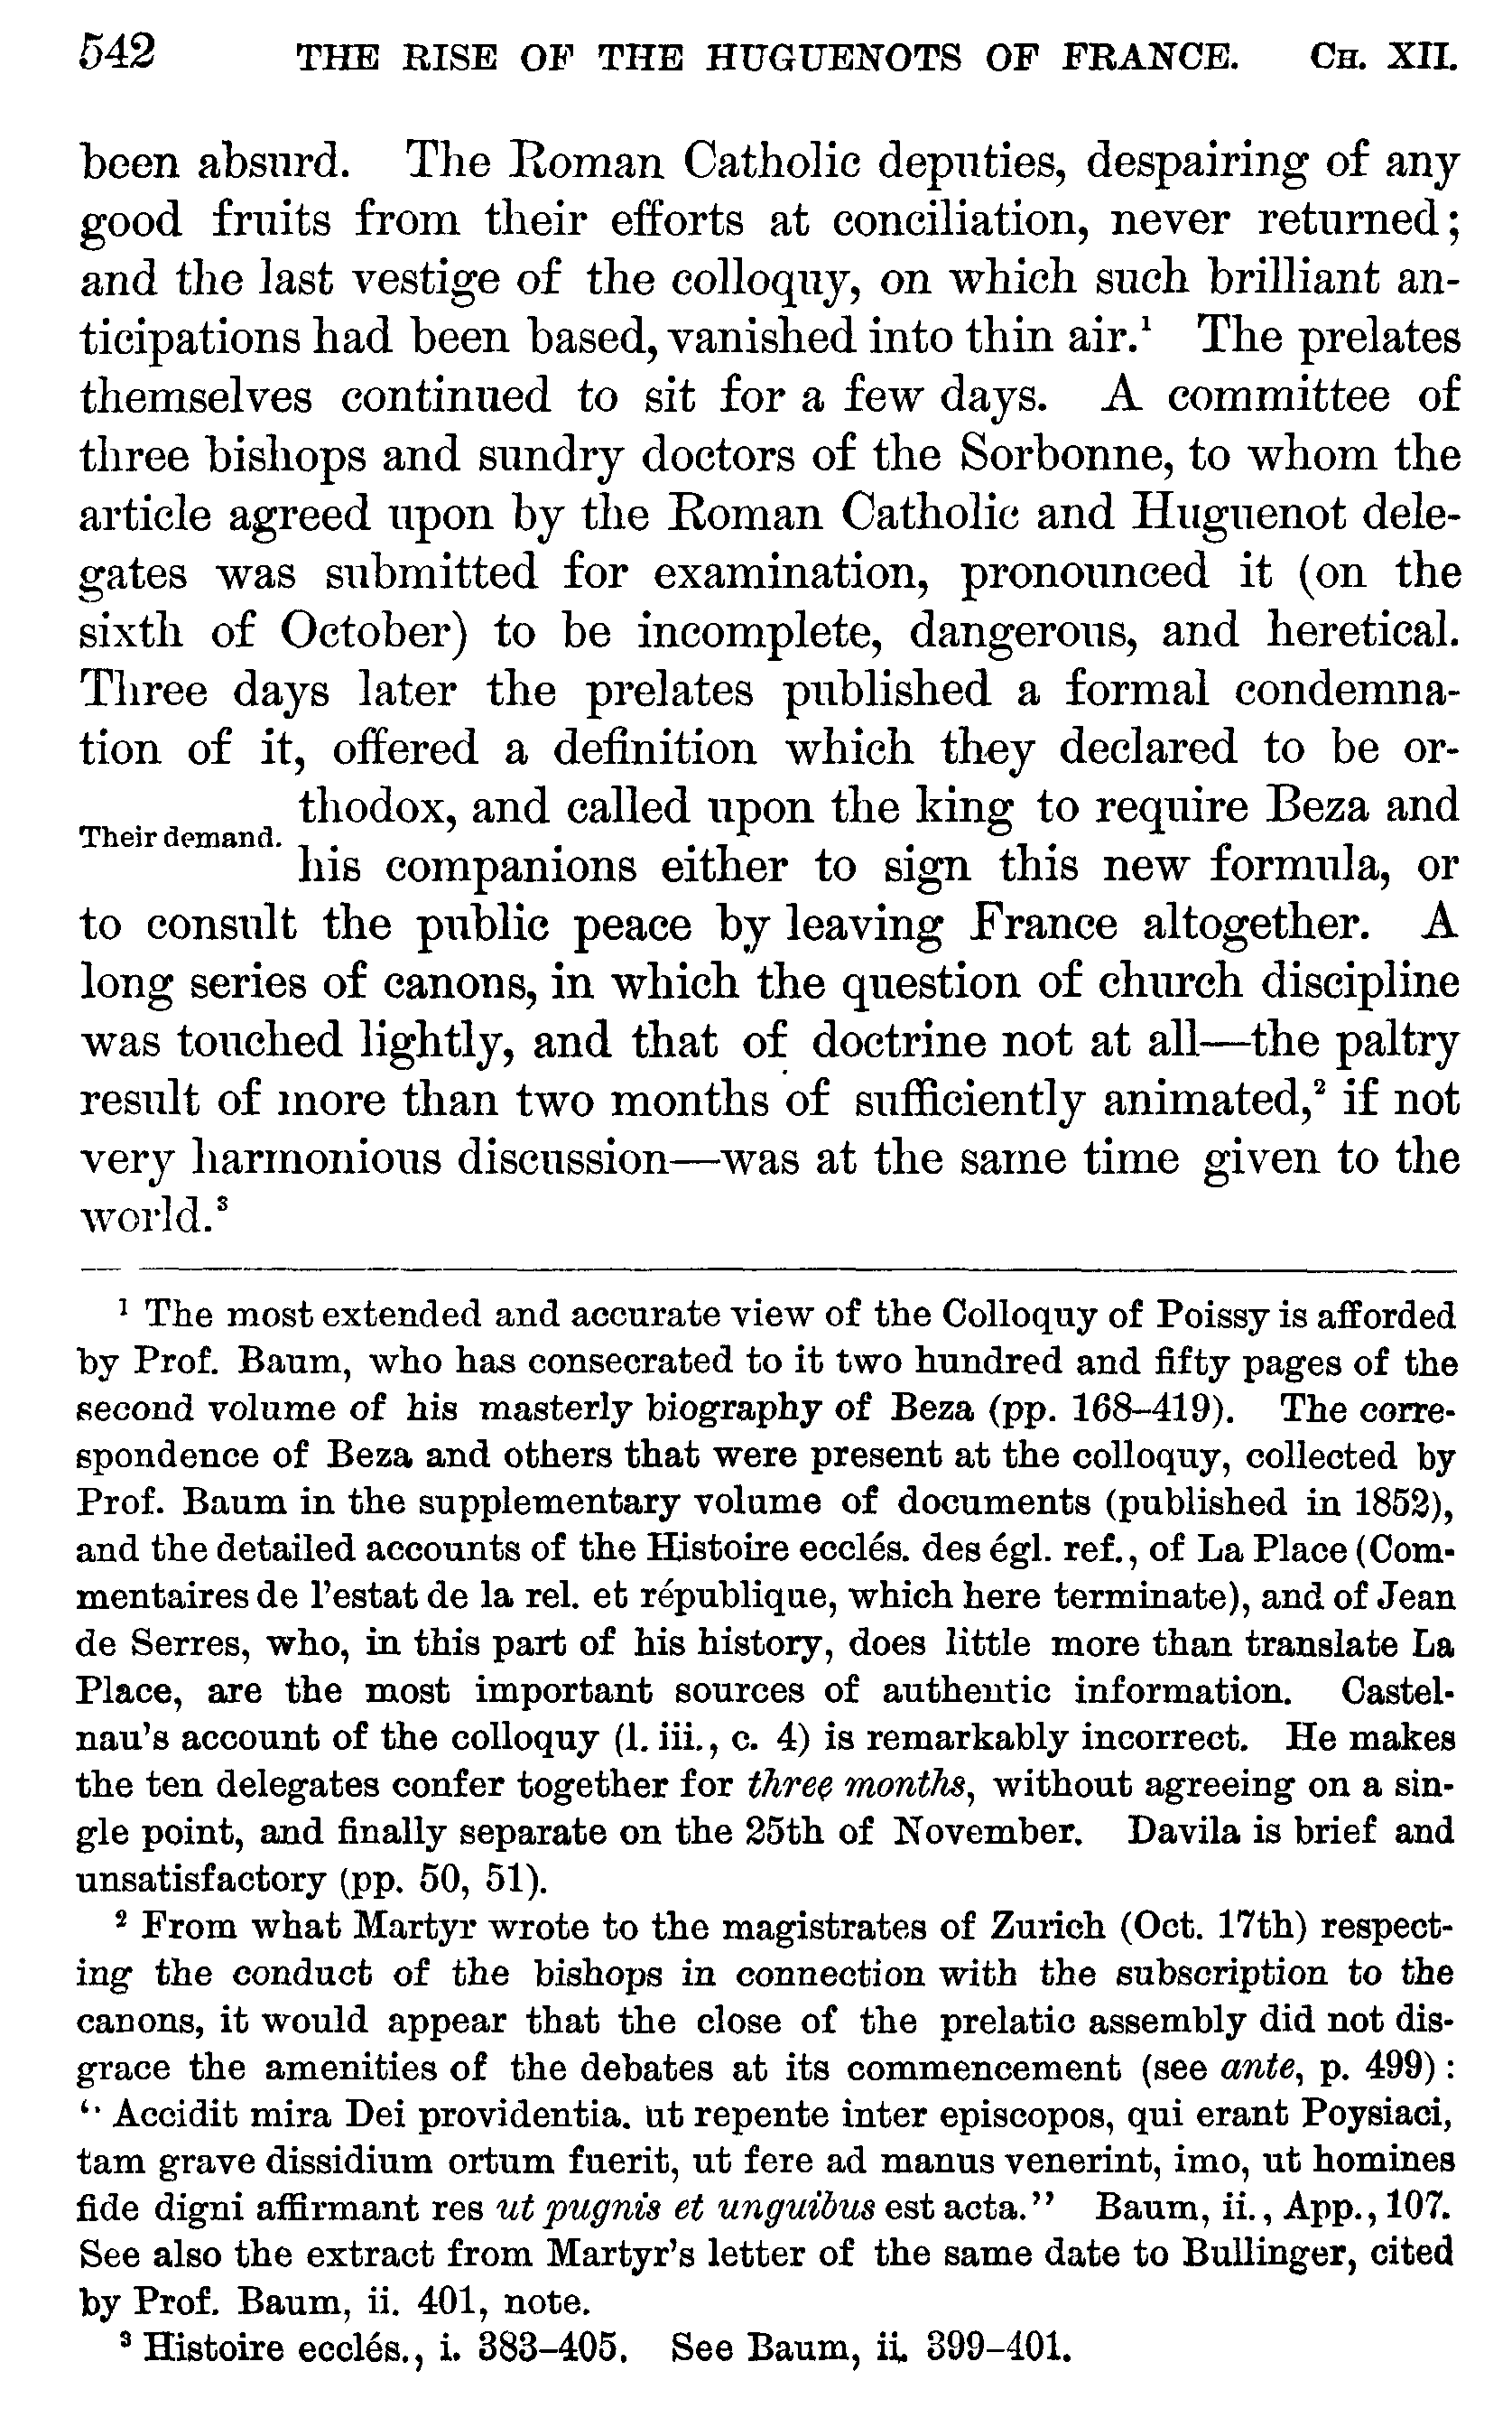 542 THE RISE OF THE HUGUENOTS OF FRANCE. CH. XII.
been absurd. The Roman Catholic deputies, despairing of any
good fruits from their efforts at conciliation, never returned;
and the last vestige of the colloquy, on which such brilliant an-
ticipations had been based, vanished into thin air.¹ The prelates
themselves continued to sit for a few days. A committee of
three bishops and sundry doctors of the Sorbonne, to whom the
article agreed upon by the Roman Catholic and Huguenot dele-
gates was submitted for examination, pronounced it (on the
sixth of October) to be incomplete, dangerous, and heretical.
Three days later the prelates published a formal condemna-
tion of it, offered a definition which they declared to be or-
thodox, and called upon the king to require Beza and
Their demand.
his companions either to sign this new formula, or
to consult the public peace by leaving France altogether. A
long series of canons, in which the question of church discipline
was touched lightly, and that of doctrine not at all—the paltry
result of more than two months of sufficiently animated,² if not
very harmonious discussion—was at the same time given to the
world.³
¹ The most extended and accurate view of the Colloquy of Poissy is afforded
by Prof. Baum, who has consecrated to it two hundred and fifty pages of the
second volume of his masterly biography of Beza (pp. 168–419). The corre-
spondence of Beza and others that were present at the colloquy, collected by
Prof. Baum in the supplementary volume of documents (published in 1852),
and the detailed accounts of the Histoire ecclés. des égl. ref., of La Place (Com-
mentaires de l'estat de la rel. et république, which here terminate), and of Jean
de Serres, who, in this part of his history, does little more than translate La
Place, are the most important sources of authentic information. Castel-
nau's account of the colloquy (l. iii., c. 4) is remarkably incorrect. He makes
the ten delegates confer together for three months, without agreeing on a sin-
gle point, and finally separate on the 25th of November. Davila is brief and
unsatisfactory (pp. 50, 51).
² From what Martyr wrote to the magistrates of Zurich (Oct. 17th) respect-
ing the conduct of the bishops in connection with the subscription to the
canons, it would appear that the close of the prelatic assembly did not dis-
grace the amenities of the debates at its commencement (see ante, p. 499):
"Accidit mira Dei providentia. ut repente inter episcopos, qui erant Poysiaci,
tam grave dissidium ortum fuerit, ut fere ad manus venerint, imo, ut homines
fide digni affirmant res ut pugnis et unguibus est acta." Baum, ii., App., 107.
See also the extract from Martyr's letter of the same date to Bullinger, cited
by Prof. Baum, ii. 401, note.
³ Histoire ecclés., i. 383–405. See Baum, ii. 399–401.